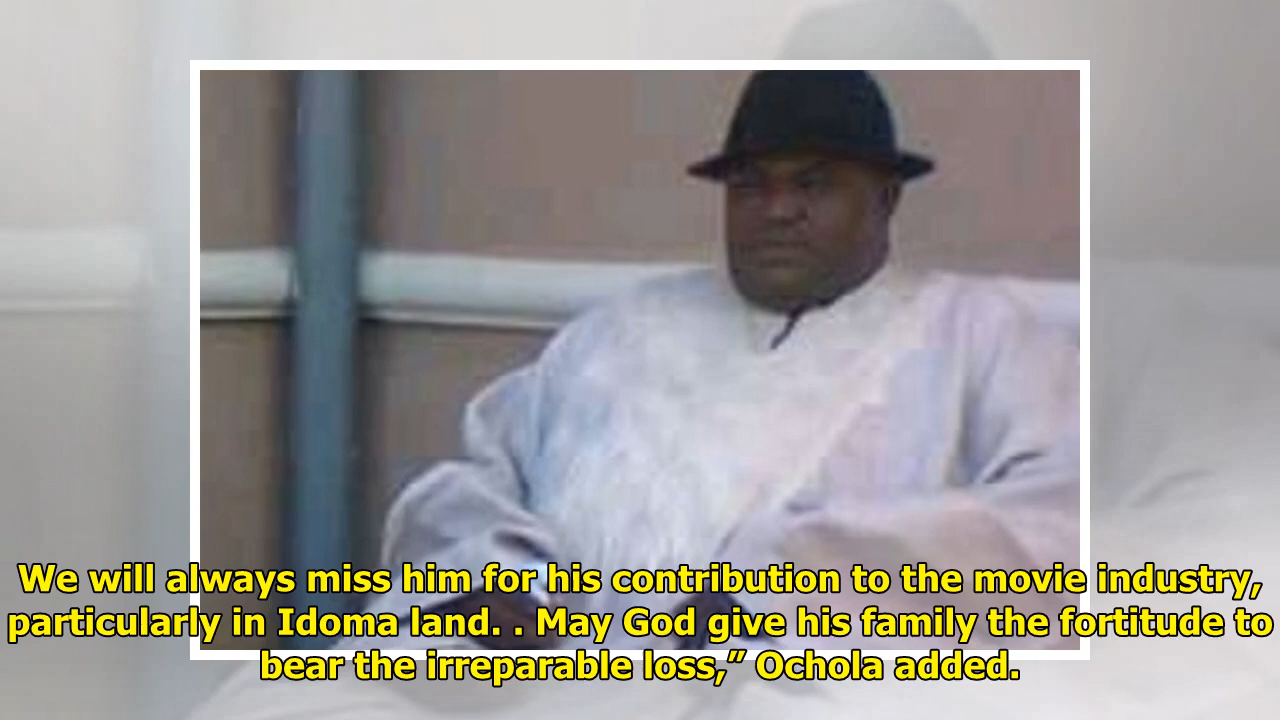 We will always miss him for his contribution to the movie industry,
particularly in Idoma land. . May God give his family the fortitude to
bear the irreparable loss,” Ochola added.